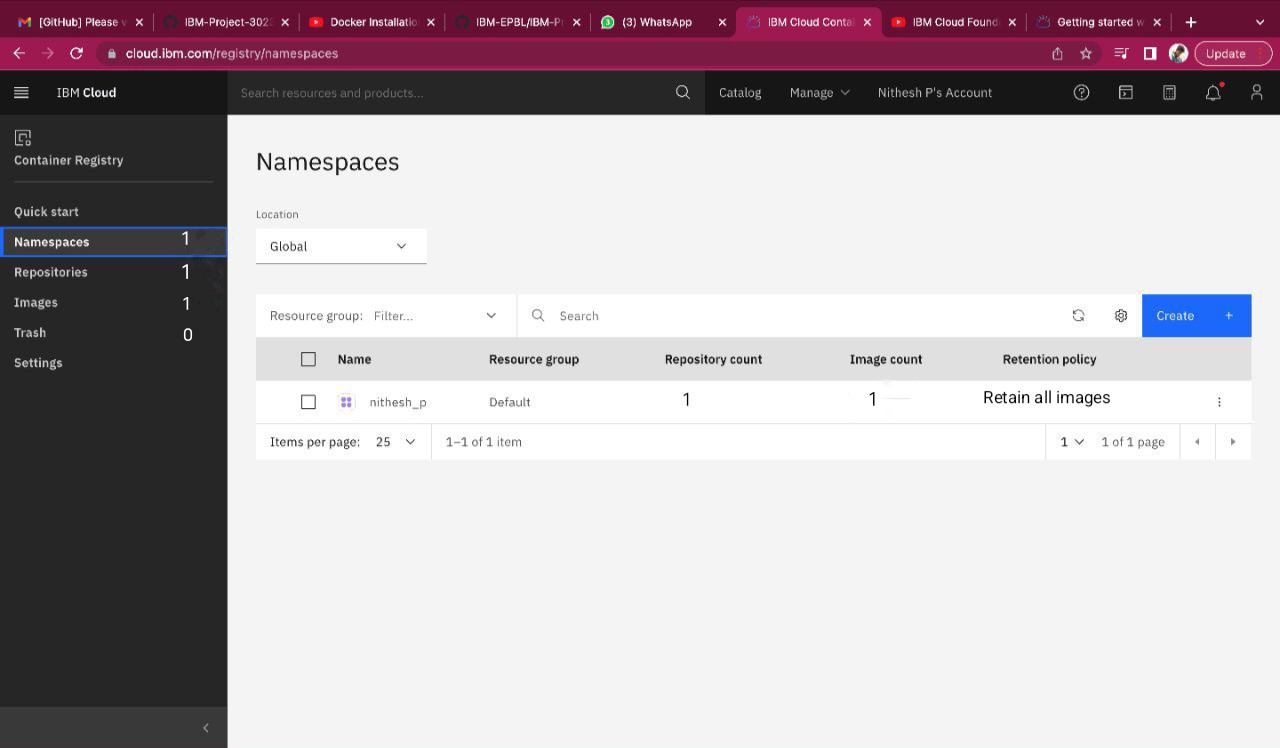 [GitHub] Please v
IBM-Project-302
Docker Installatio
IBM-EPBL/IBM-Pr
(3) WhatsApp
IBM Cloud Conta
IBM Cloud Found
Getting started w
cloud.ibm.com/registry/namespaces
Update
IBM Cloud
Search resources and products...
Catalog
Manage
Nithesh P's Account
Container Registry
Quick start
Namespaces 1
Repositories 1
Images 1
Trash 0
Settings
Namespaces
Location
Global
Resource group: Filter...
Search
Create +
Name Resource group Repository count Image count Retention policy
nithesh_p Default 1 1 Retain all images
Items per page: 25 1–1 of 1 item 1 1 of 1 page